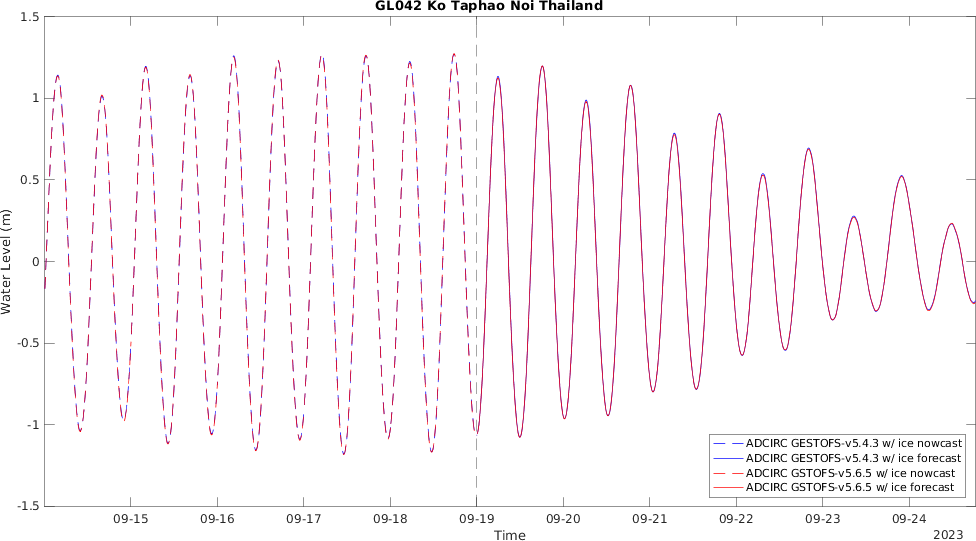 GL042 Ko Taphao Noi Thailand
1.5
1
0.5
0
-0.5
-1
-1.5
Water Level (m)
09-15 09-16 09-17 09-18 09-19 09-20 09-21 09-22 09-23 09-24
Time
2023
ADCIRC GESTOFS-v5.4.3 w/ ice nowcast
ADCIRC GESTOFS-v5.4.3 w/ ice forecast
ADCIRC GSTOFS-v5.6.5 w/ ice nowcast
ADCIRC GSTOFS-v5.6.5 w/ ice forecast